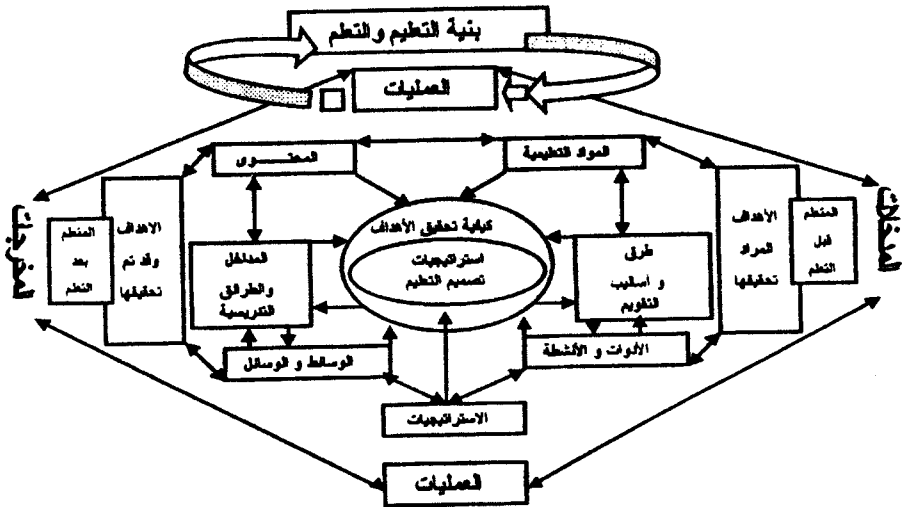 بنية التعليم والتعلم
العمليات
المواد التعليمية
المحتوى
المدخلات
المتعلم
قبل
التعلم
الأهداف
المراد
تحقيقها
طرق
و أساليب
التقويم
كيفية تحقيق الأهداف
استراتيجيات
تصميم التعليم
المداخل
والطرائق
التدريسية
الاهداف
وقد تم
تحقيقها
المتعلم
بعد
التعلم
المخرجات
الأدوات و الأنشطة
الوسائط و الوسائل
الاستراتيجيات
العمليات